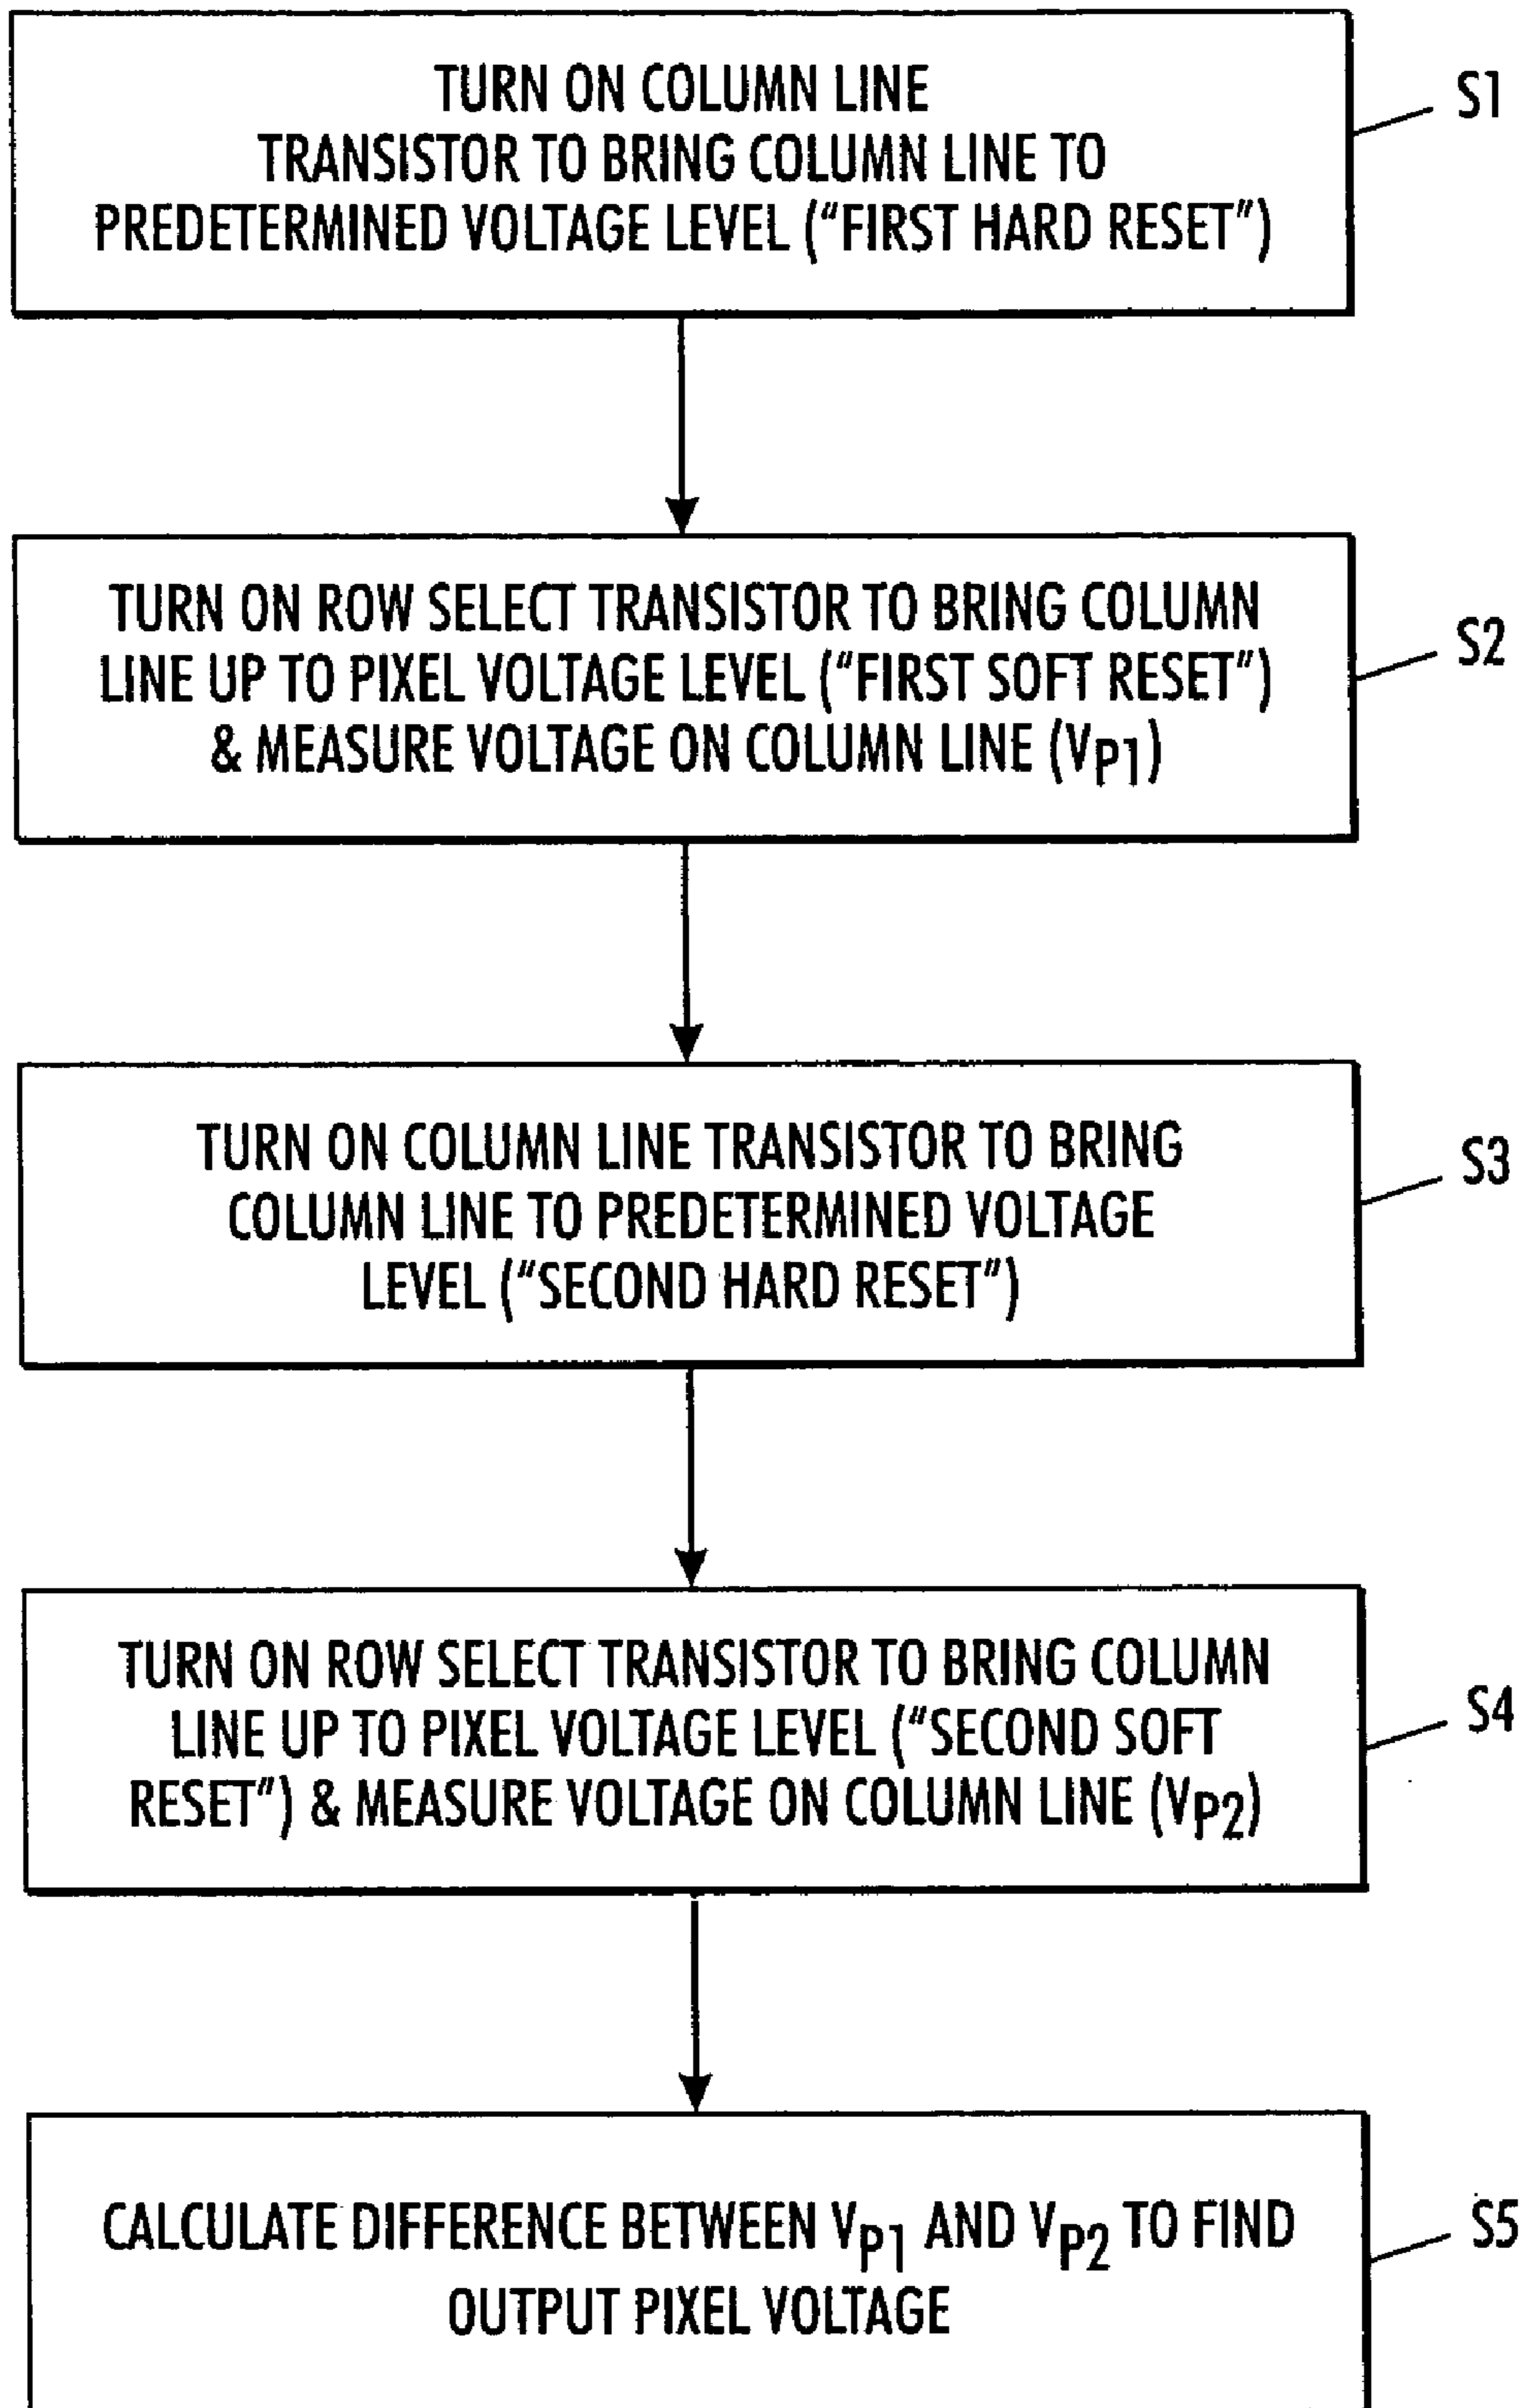 TURN ON COLUMN LINE
TRANSISTOR TO BRING COLUMN LINE TO
PREDETERMINED VOLTAGE LEVEL ("FIRST HARD RESET")
S1
TURN ON ROW SELECT TRANSISTOR TO BRING COLUMN
LINE UP TO PIXEL VOLTAGE LEVEL ("FIRST SOFT RESET")
& MEASURE VOLTAGE ON COLUMN LINE (VP1)
S2
TURN ON COLUMN LINE TRANSISTOR TO BRING
COLUMN LINE TO PREDETERMINED VOLTAGE
LEVEL ("SECOND HARD RESET")
S3
TURN ON ROW SELECT TRANSISTOR TO BRING COLUMN
LINE UP TO PIXEL VOLTAGE LEVEL ("SECOND SOFT
RESET") & MEASURE VOLTAGE ON COLUMN LINE (VP2)
S4
CALCULATE DIFFERENCE BETWEEN VP1 AND VP2 TO FIND
OUTPUT PIXEL VOLTAGE
S5